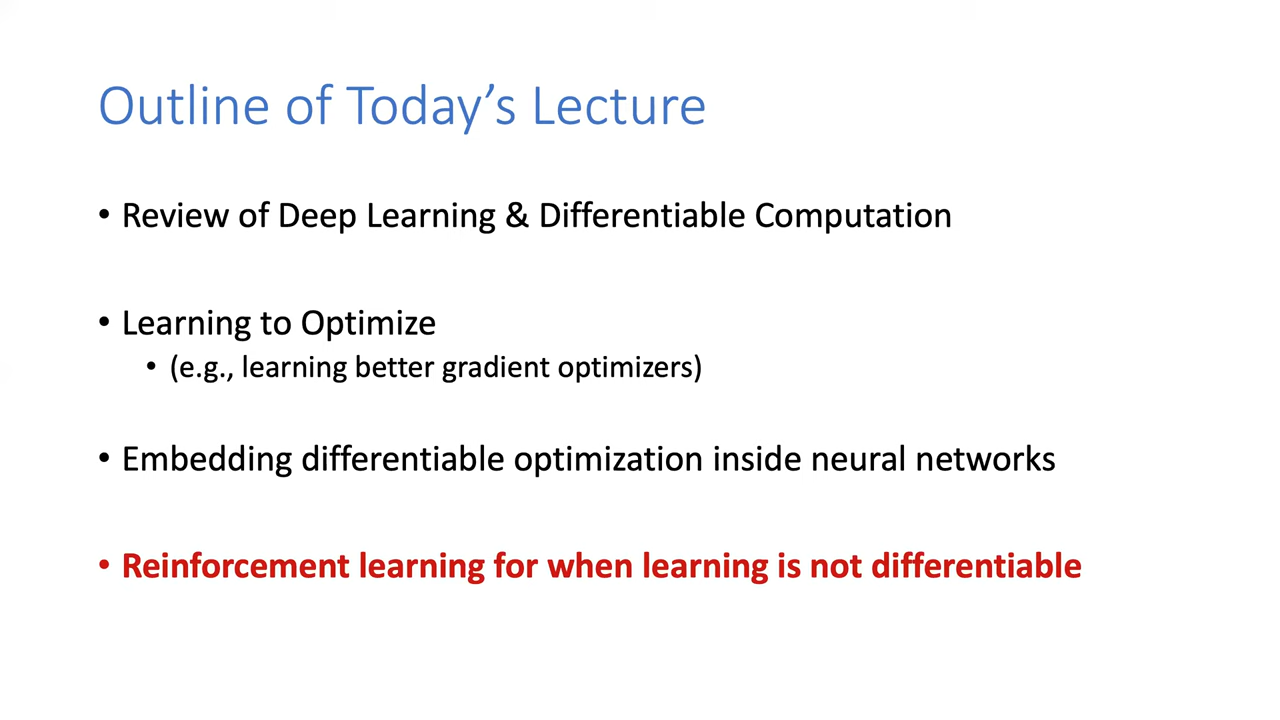 Outline of Today’s Lecture
• Review of Deep Learning & Differentiable Computation
• Learning to Optimize
• (e.g., learning better gradient optimizers)
• Embedding differentiable optimization inside neural networks
• Reinforcement learning for when learning is not differentiable